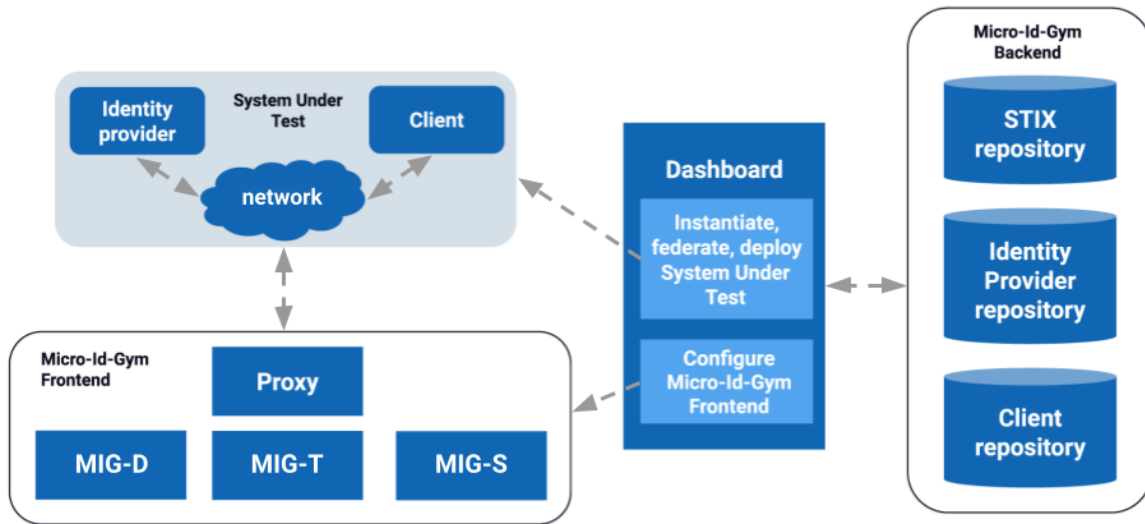 Identity
provider
System Under
Test
Client
network
Micro-Id-Gym
Frontend
Proxy
MIG-D
MIG-T
MIG-S
Dashboard
Instantiate,
federate, deploy
System Under
Test
Configure
Micro-Id-Gym
Frontend
Micro-Id-Gym
Backend
STIX
repository
Identity
Provider
repository
Client
repository